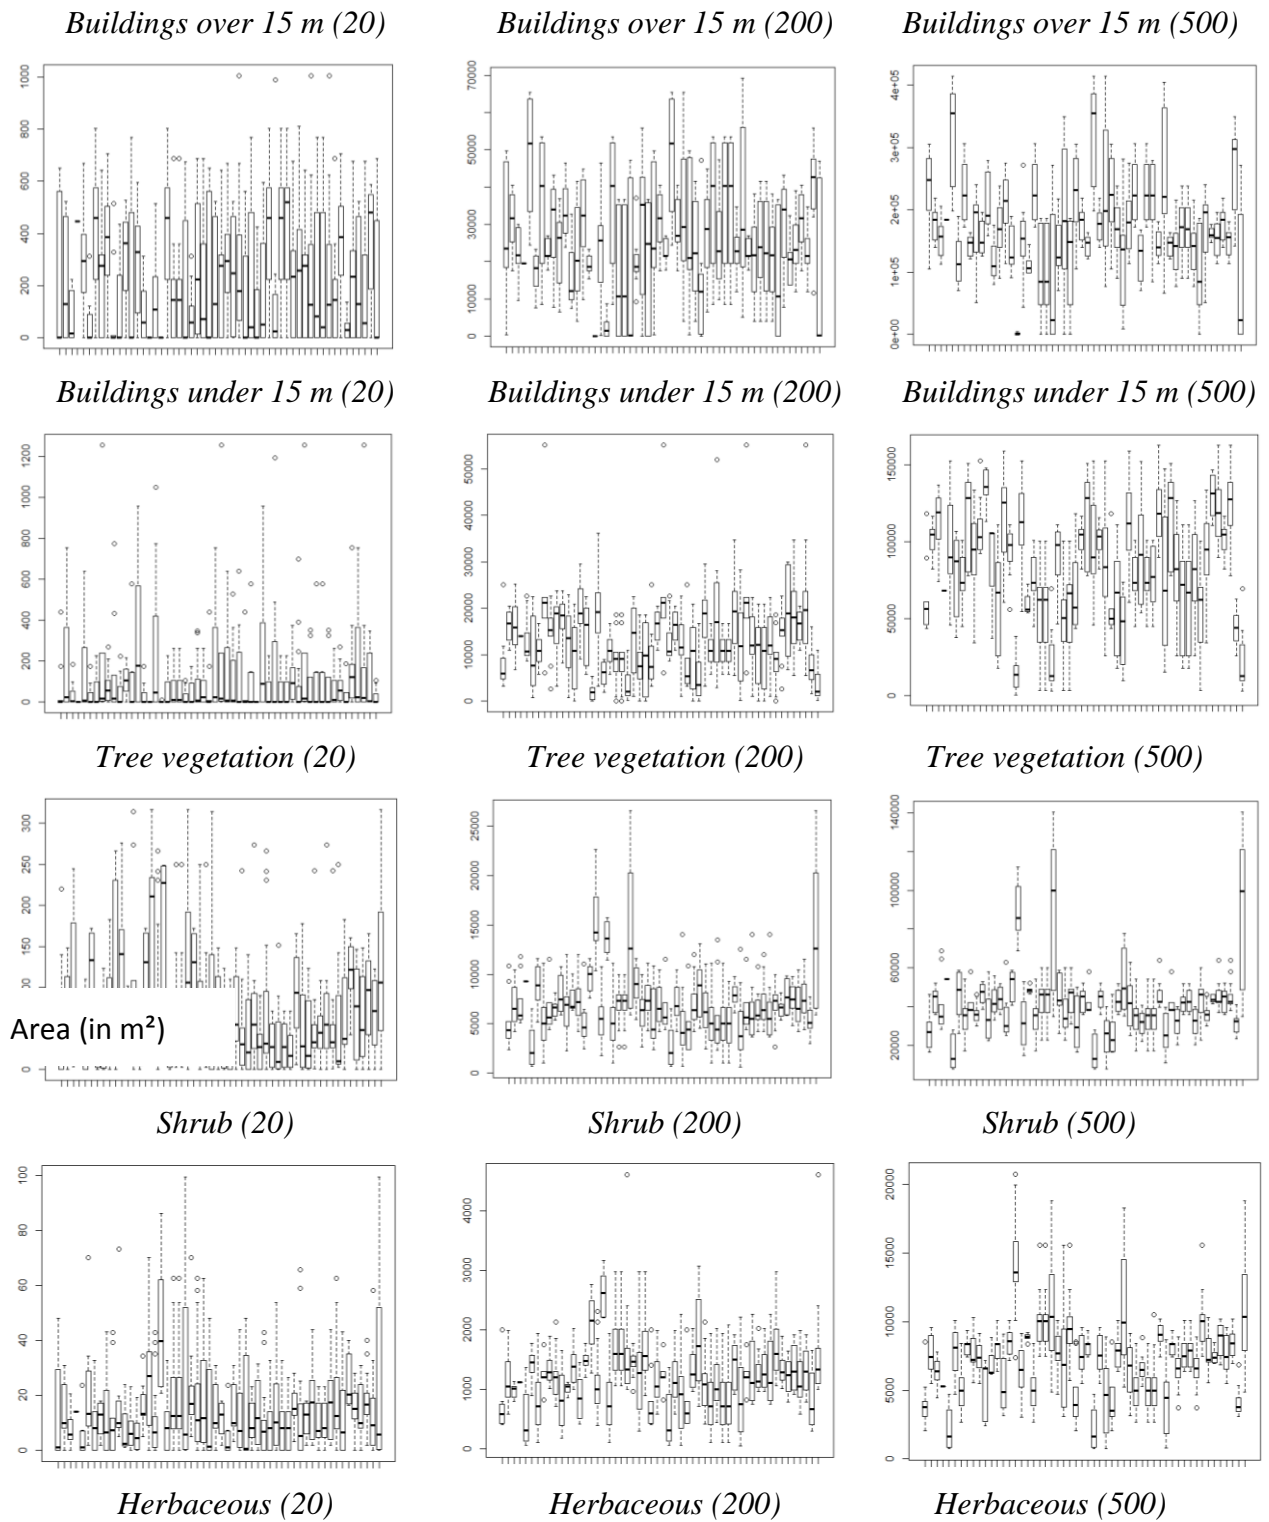 Buildings over 15 m (20) Buildings over 15 m (200) Buildings over 15 m (500)
1000 800 600 400 200 0
70000 50000 30000 10000 0
4e+05 3e+05 2e+05 1e+05 0e+00
Buildings under 15 m (20) Buildings under 15 m (200) Buildings under 15 m (500)
1200 1000 800 600 400 200 0
50000 40000 30000 20000 10000 0
150000 100000 50000 0
Tree vegetation (20) Tree vegetation (200) Tree vegetation (500)
300 250 200 150 0
25000 20000 15000 10000 5000 0
140000 100000 60000 20000
Area (in m²)
Shrub (20) Shrub (200) Shrub (500)
100 80 60 40 20 0
4000 3000 2000 1000 0
20000 15000 10000 5000 0
Herbaceous (20) Herbaceous (200) Herbaceous (500)